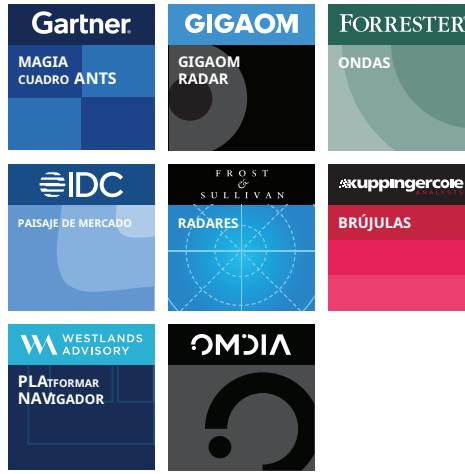 Gartner
MAGIA
CUADRO ANTS
GIGAOM
GIGAOM
RADAR
FORRESTER
ONDAS
IDC
PAISAJE DE MERCADO
FROST
&
SULLIVAN
RADARES
kuppingercole
ANALYSTS
BRÚJULAS
WESTLANDS
ADVISORY
PLATFORMAR
NAVIGADOR
OMDIA